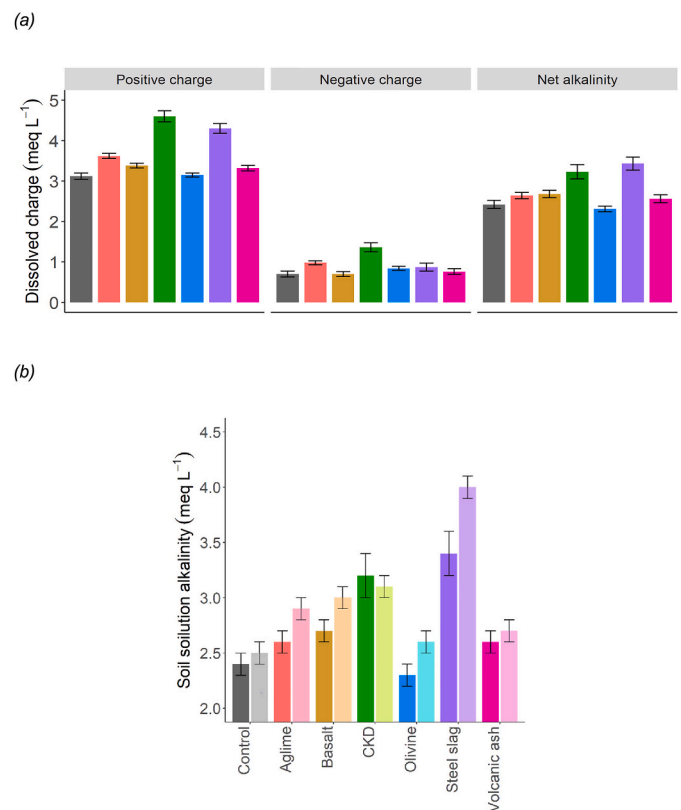 (a)
Positive charge Negative charge Net alkalinity
Dissolved charge (meq L⁻¹)
5
4
3
2
1
0
(b)
Soil soilution alkalinity (meq L⁻¹)
4.5
4.0
3.5
3.0
2.5
2.0
Control
Aglime
Basalt
CKD
Olivine
Steel slag
Volcanic ash